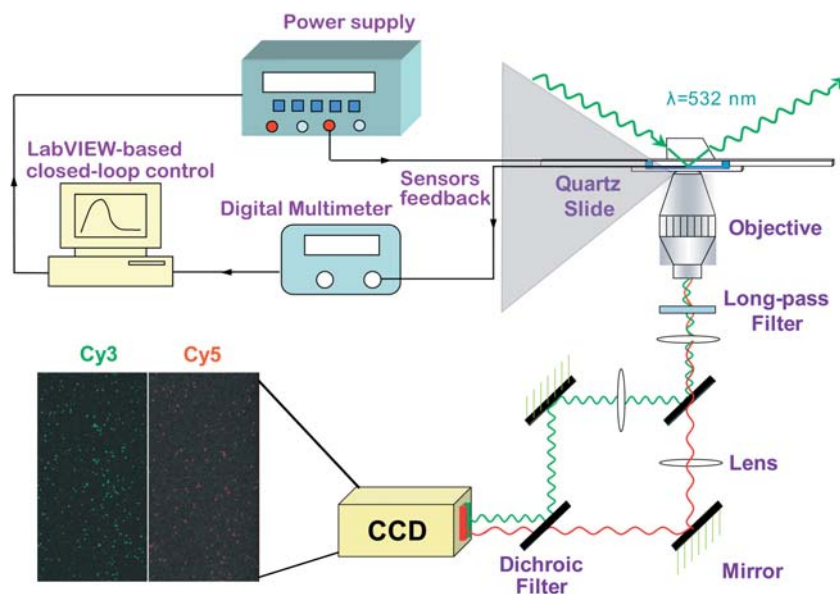 Power supply
λ=532 nm
LabVIEW-based
closed-loop control
Sensors
feedback
Quartz
Slide
Digital Multimeter
Objective
Long-pass
Filter
Cy3
Cy5
Lens
CCD
Dichroic
Filter
Mirror